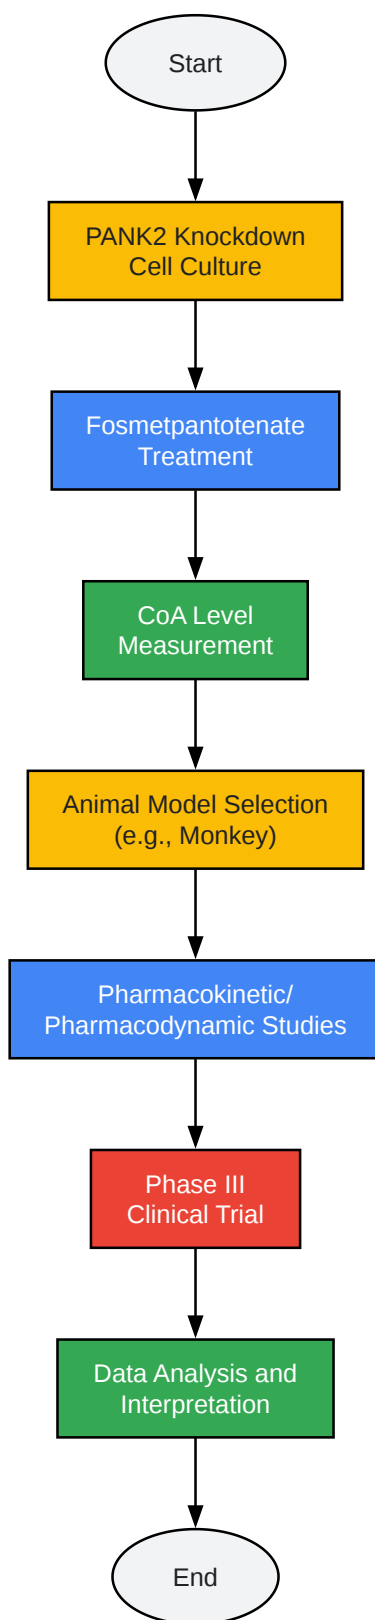 Start
PANK2 Knockdown
Cell Culture
Fosmetpantotenate
Treatment
CoA Level
Measurement
Animal Model Selection
(e.g., Monkey)
Pharmacokinetic/
Pharmacodynamic Studies
Phase III
Clinical Trial
Data Analysis and
Interpretation
End